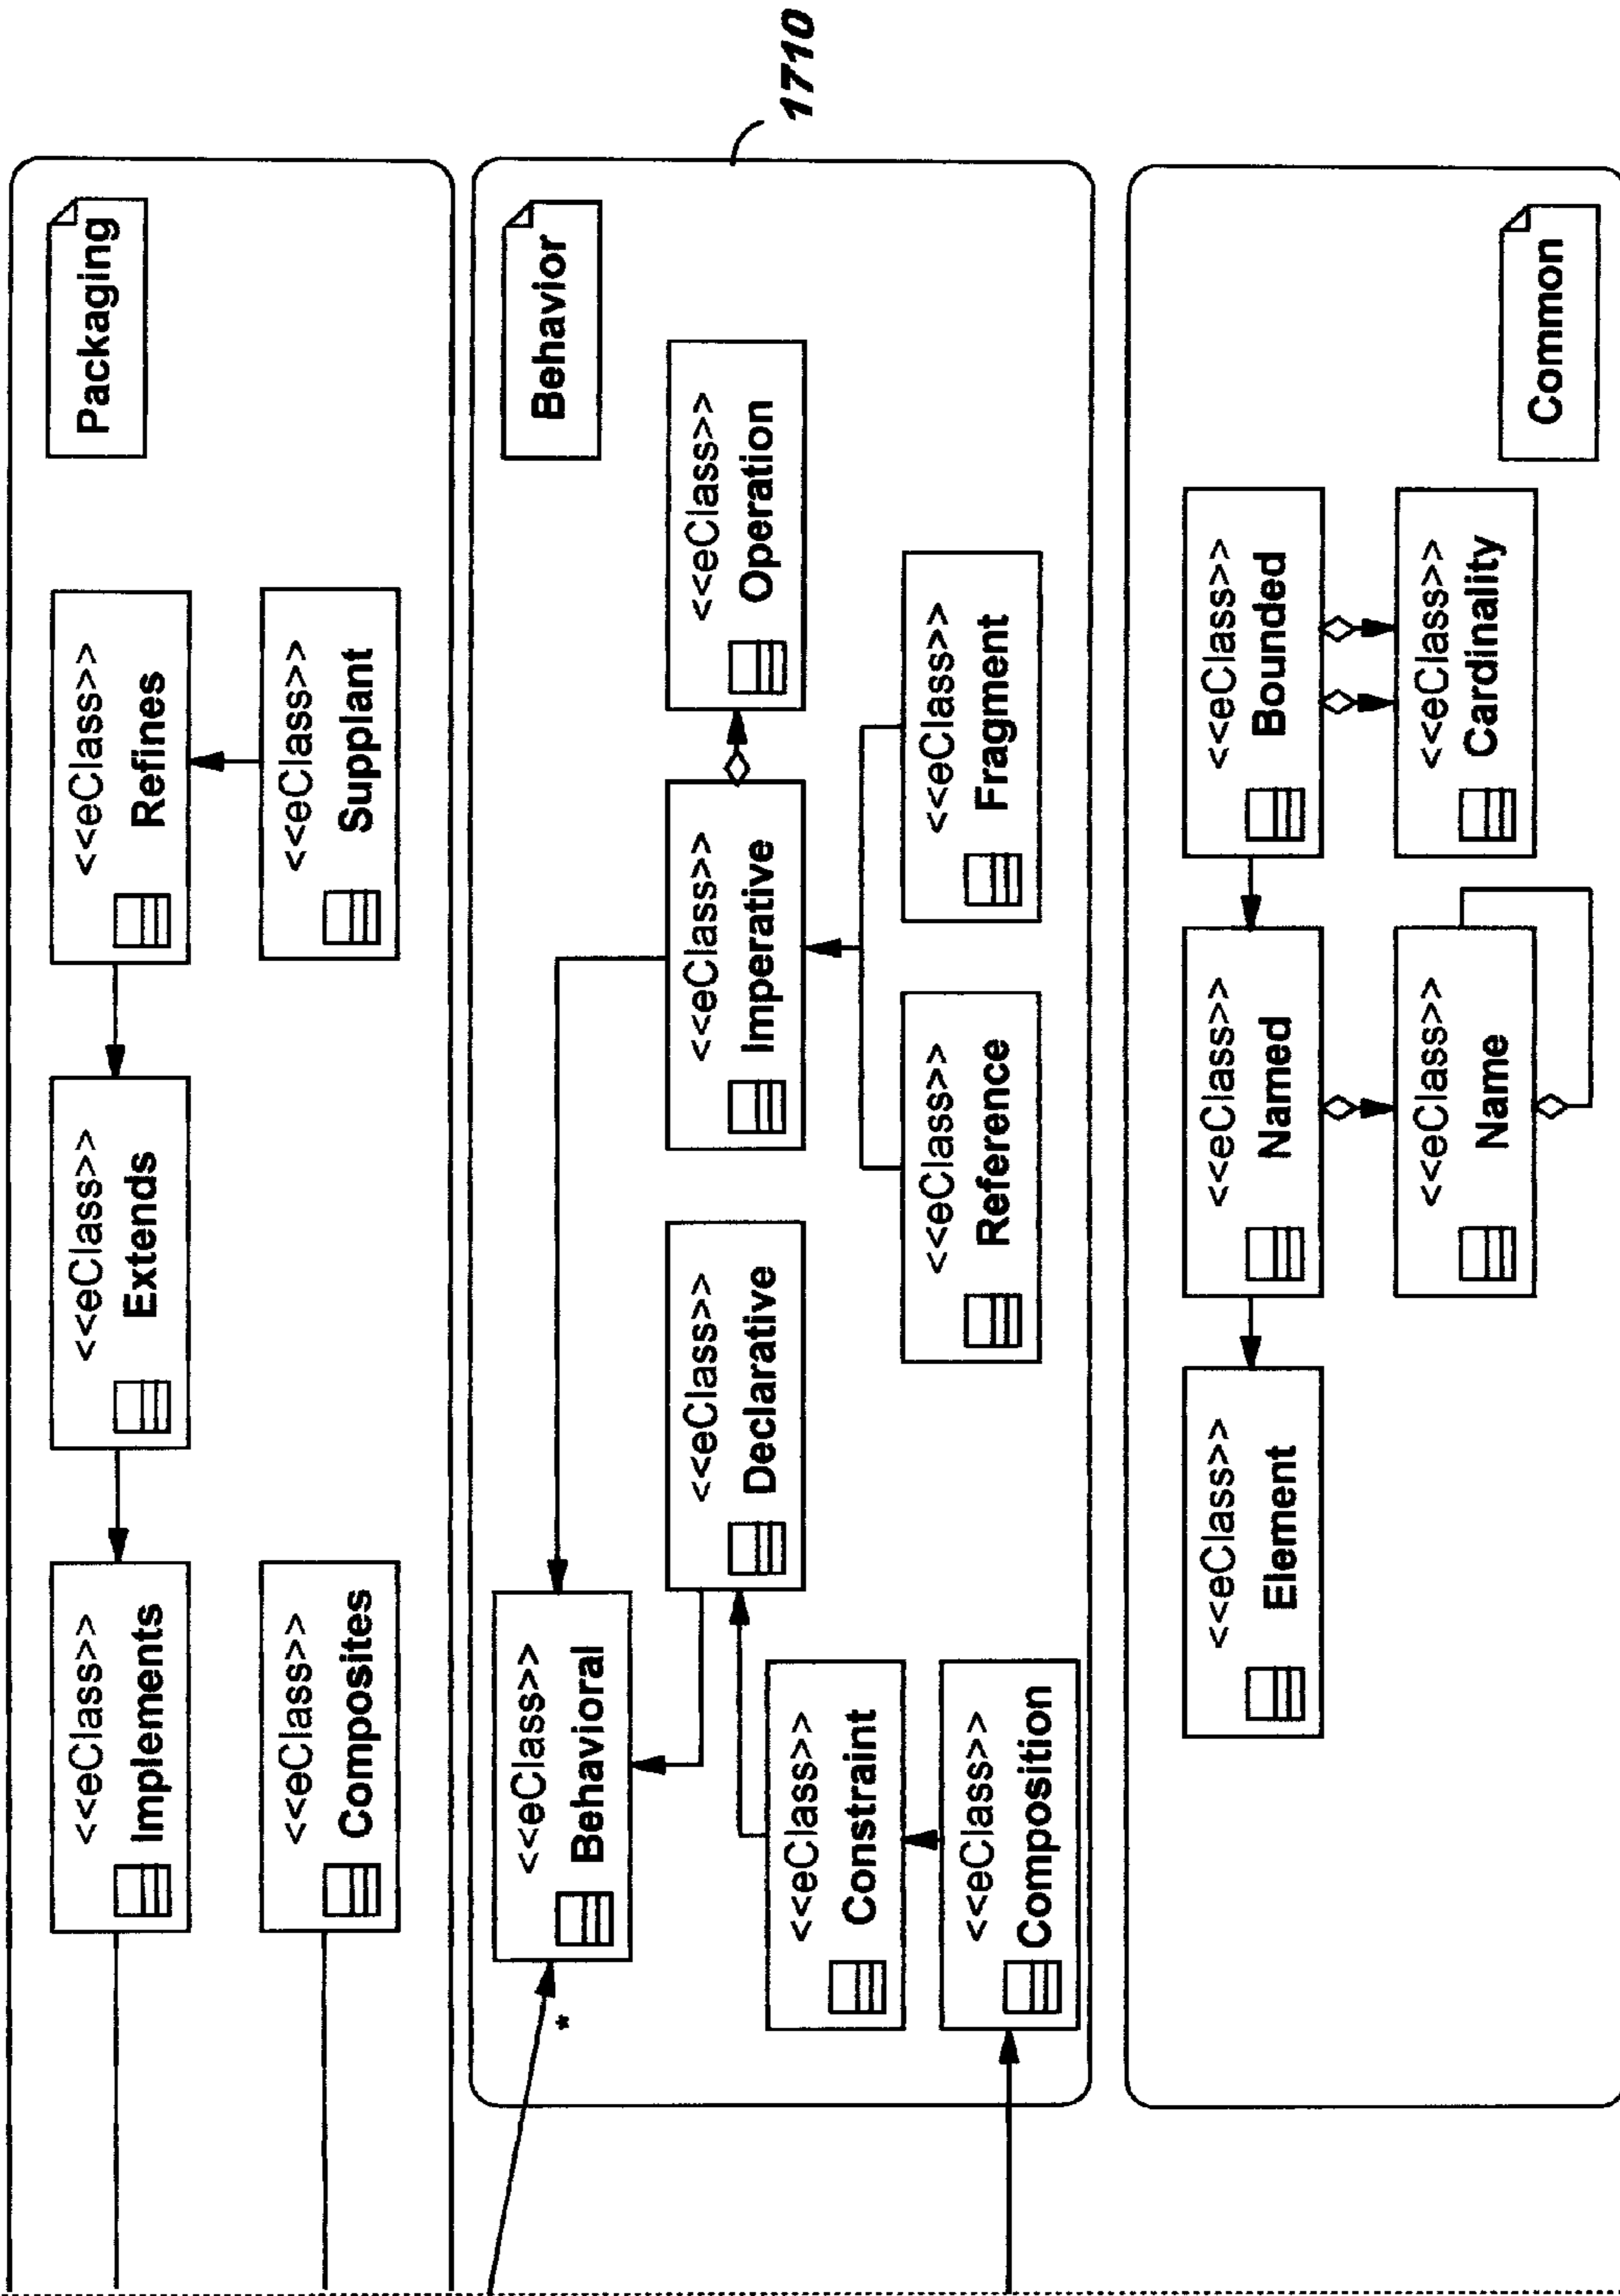 Packaging
<<eClass>>
Implements
<<eClass>>
Extends
<<eClass>>
Refines
<<eClass>>
Composites
<<eClass>>
Supplant
1710
Behavior
<<eClass>>
Behavioral
*
<<eClass>>
Declarative
<<eClass>>
Imperative
<<eClass>>
Operation
<<eClass>>
Constraint
<<eClass>>
Composition
<<eClass>>
Reference
<<eClass>>
Fragment
<<eClass>>
Element
<<eClass>>
Named
<<eClass>>
Bounded
<<eClass>>
Name
<<eClass>>
Cardinality
Common